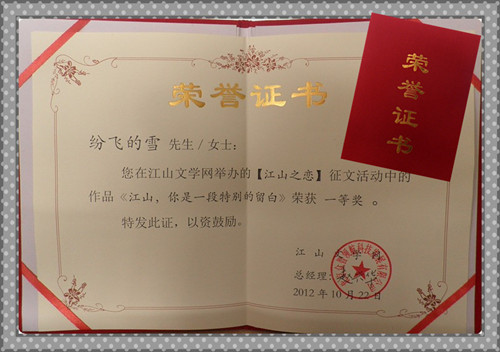 荣誉证书
荣誉证书
纷飞的雪 先生/女士：
您在江山文学网举办的【江山之恋】征文活动中的
作品《江山，你是一段特别的留白》荣获 一等奖 。
特发此证，以资鼓励。
江山
总经理：
2012年10月22日